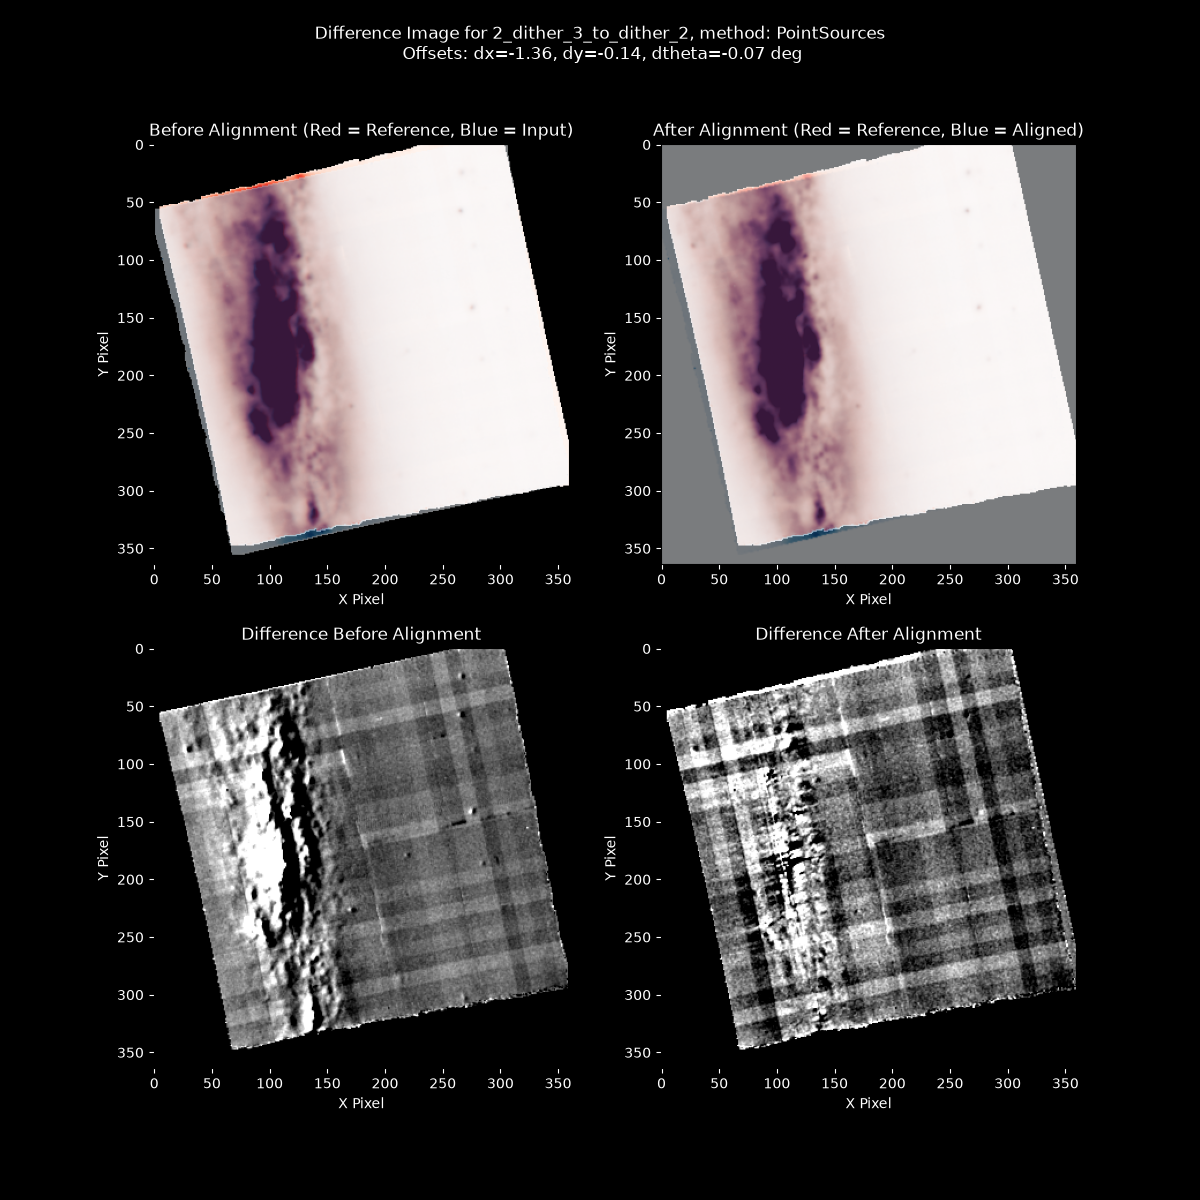 Difference Image for 2_dither_3_to_dither_2, method: PointSources
Offsets: dx=-1.36, dy=-0.14, dtheta=-0.07 deg
Before Alignment (Red = Reference, Blue = Input)
0
50
100
150
200
250
300
350
Y Pixel
0 50 100 150 200 250 300 350
X Pixel
After Alignment (Red = Reference, Blue = Aligned)
0
50
100
150
200
250
300
350
Y Pixel
0 50 100 150 200 250 300 350
X Pixel
Difference Before Alignment
0
50
100
150
200
250
300
350
Y Pixel
0 50 100 150 200 250 300 350
X Pixel
Difference After Alignment
0
50
100
150
200
250
300
350
Y Pixel
0 50 100 150 200 250 300 350
X Pixel